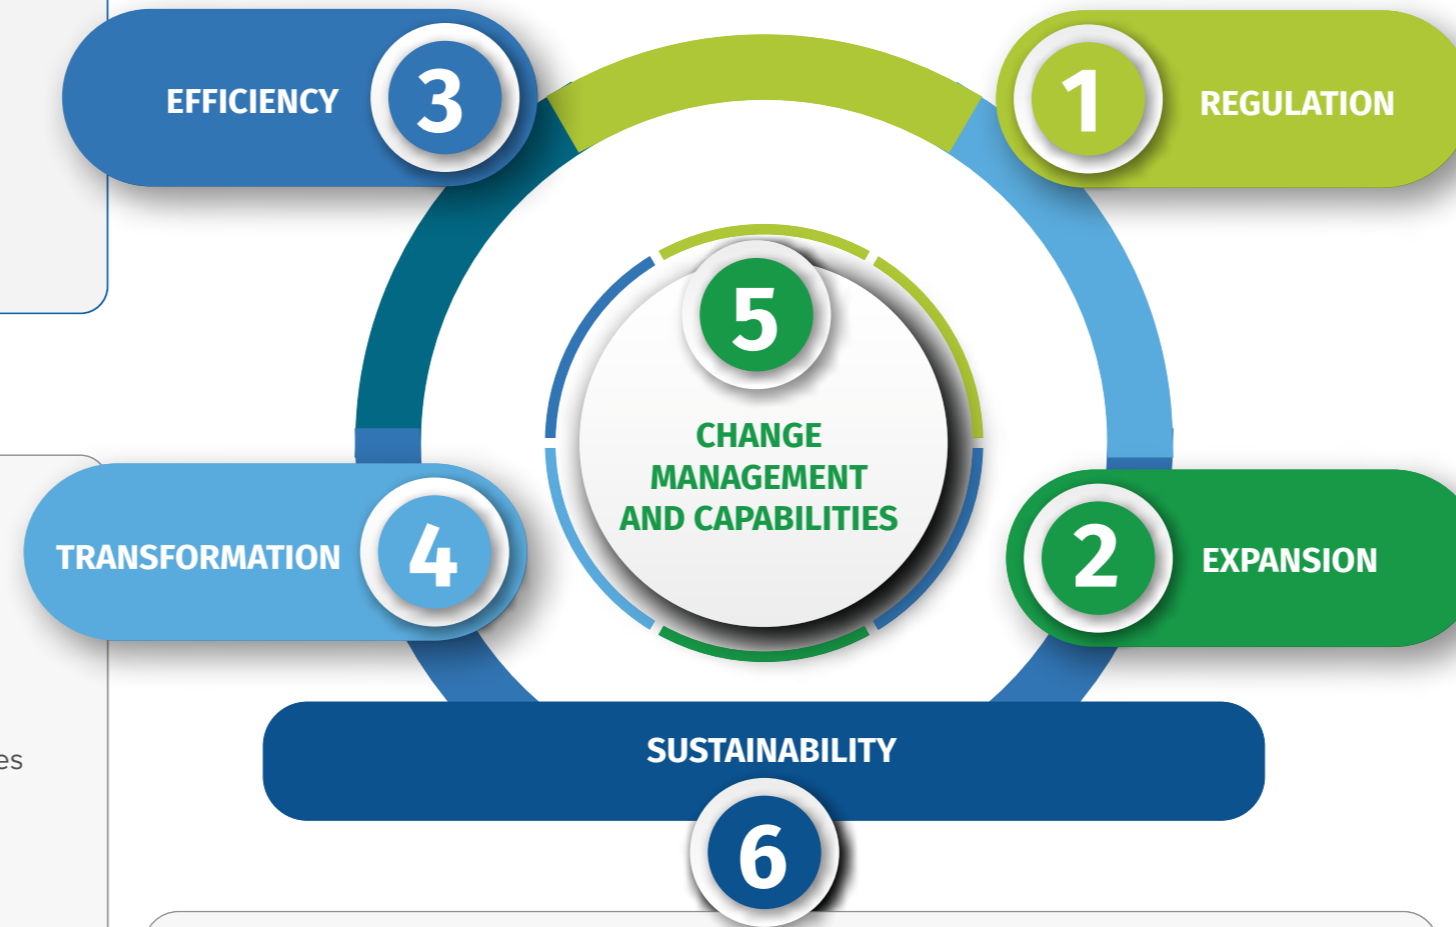 3
EFFICIENCY
1
REGULATION
5
CHANGE
MANAGEMENT
AND CAPABILITIES
4
TRANSFORMATION
2
EXPANSION
SUSTAINABILITY
6